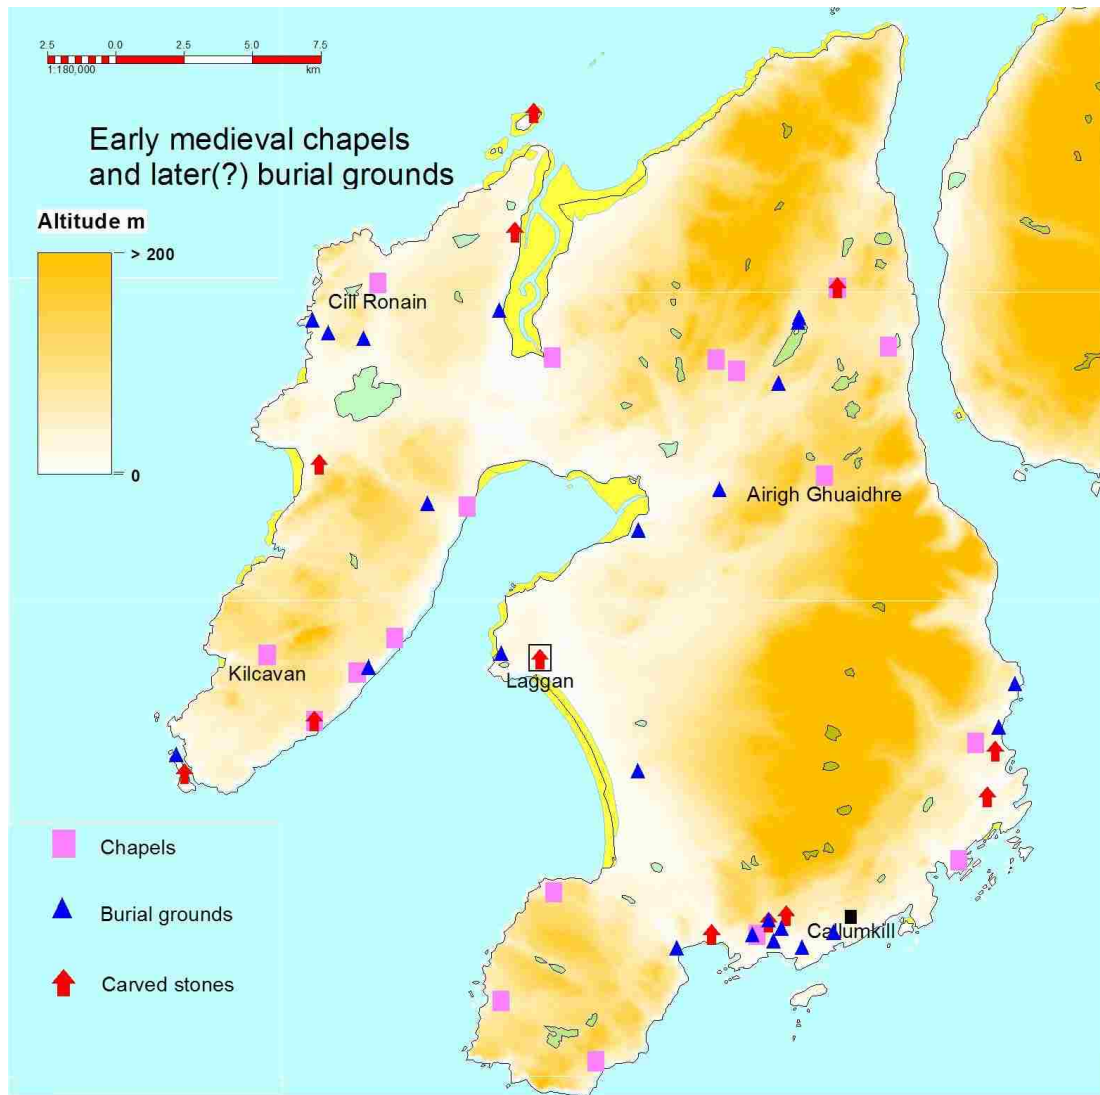 2.5 0.0 2.5 5.0 7.5
1:180,000 km
Early medieval chapels
and later(?) burial grounds
Altitude m
> 200
0
Cill Ronain
Airigh Ghuaidhre
Kilcavan
Laggan
Callumkill
Chapels
Burial grounds
Carved stones